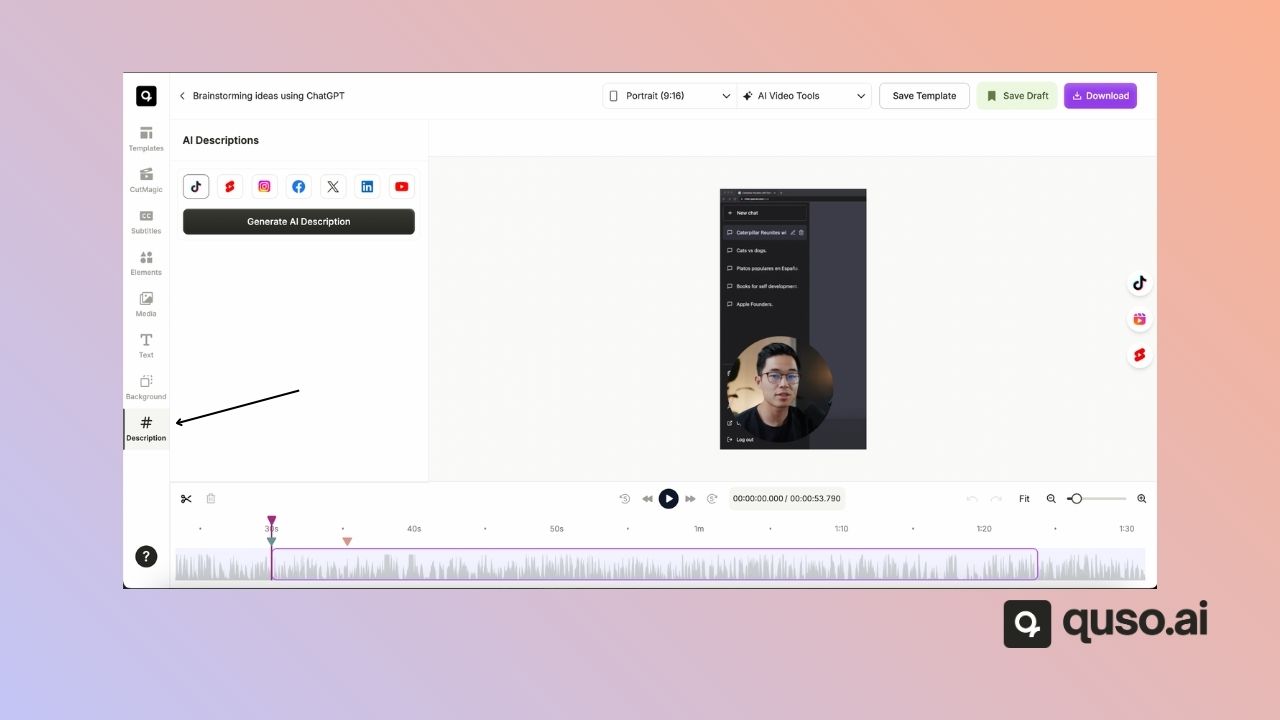 Brainstorming ideas using ChatGPT
Portrait (9:16)
AI Video Tools
Save Template
Save Draft
Download
Templates
CutMagic
CC
Subtitles
Elements
Media
Text
Background
#
Description
AI Descriptions
Generate AI Description
New chat
Caterpillar Reunites wi
Cats vs dogs.
Platos populares en Españ
Books for self development
Apple Founders.
Log out
00:00:00.000 / 00:00:53.790
Fit
30s
40s
50s
1m
1:10
1:20
1:30
?
quso.ai